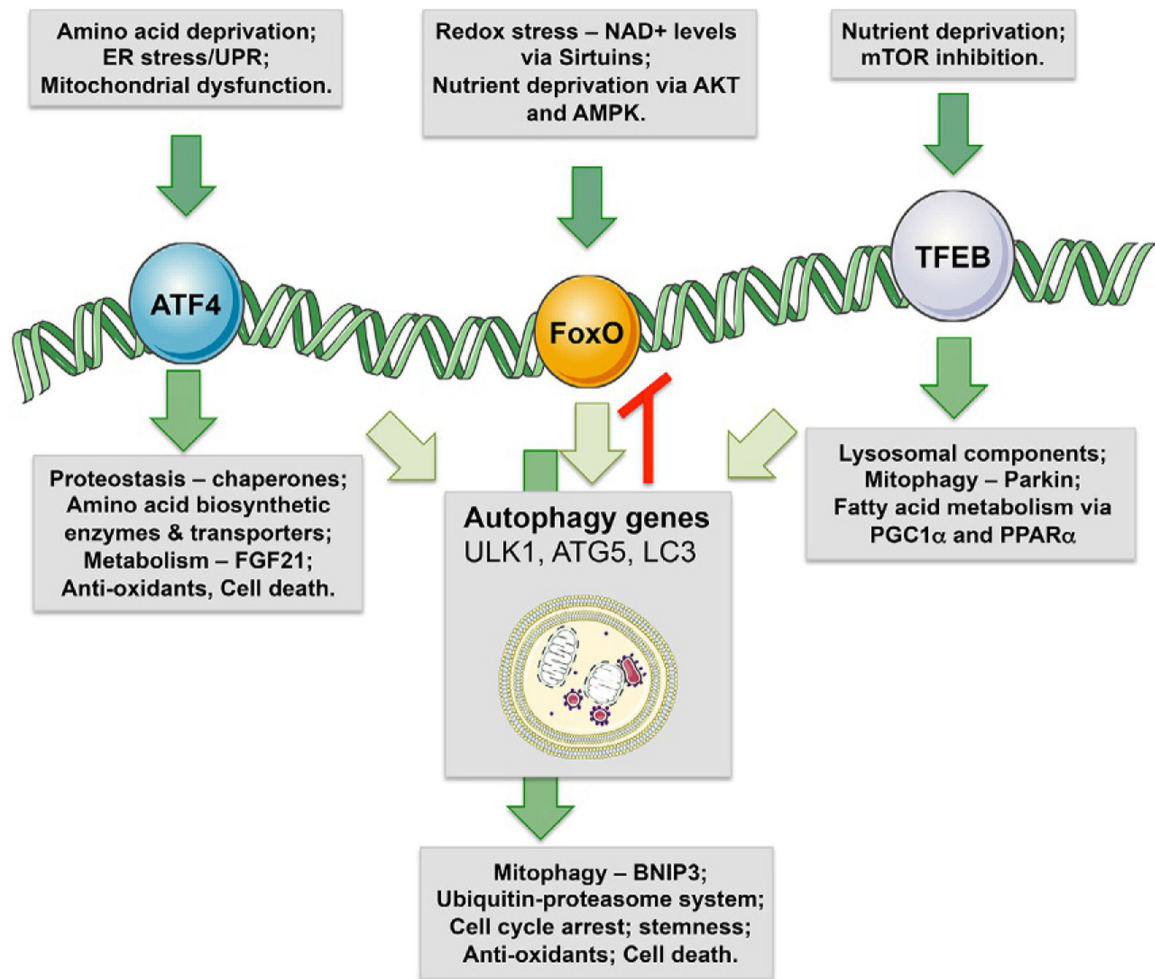 Amino acid deprivation;
ER stress/UPR;
Mitochondrial dysfunction.
Redox stress – NAD+ levels
via Sirtuins;
Nutrient deprivation via AKT
and AMPK.
Nutrient deprivation;
mTOR inhibition.
ATF4
FoxO
TFEB
Proteostasis – chaperones;
Amino acid biosynthetic
enzymes & transporters;
Metabolism – FGF21;
Anti-oxidants, Cell death.
Autophagy genes
ULK1, ATG5, LC3
Lysosomal components;
Mitophagy – Parkin;
Fatty acid metabolism via
PGC1α and PPARα
Mitophagy – BNIP3;
Ubiquitin-proteasome system;
Cell cycle arrest; stemness;
Anti-oxidants; Cell death.